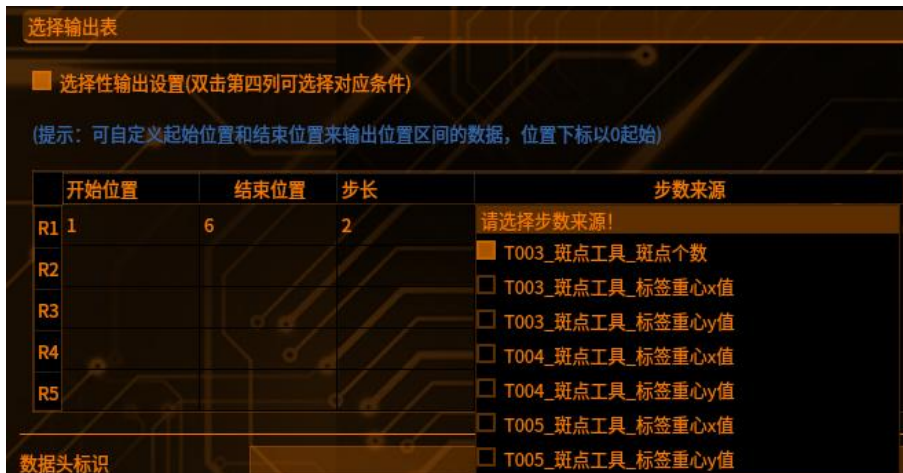 选择输出表
选择性输出设置(双击第四列可选择对应条件)
(提示：可自定义起始位置和结束位置来输出位置区间的数据，位置下标以0起始)
开始位置 结束位置 步长 步数来源
R1 1 6 2 请选择步数来源!
T003_斑点工具_斑点个数
R2
T003_斑点工具_标签重心x值
R3 T003_斑点工具_标签重心y值
R4 T004_斑点工具_标签重心x值
R5 T004_斑点工具_标签重心y值
T005_斑点工具_标签重心x值
数据头标识 T005_斑点工具_标签重心y值